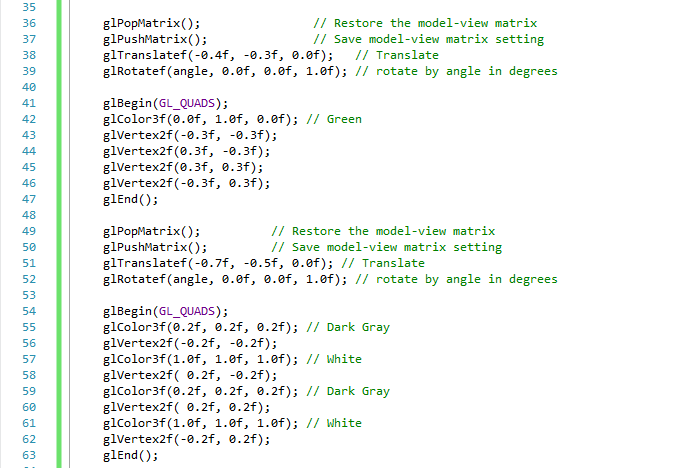 35
36 glPopMatrix(); // Restore the model-view matrix
37 glPushMatrix(); // Save model-view matrix setting
38 glTranslatef(-0.4f, -0.3f, 0.0f); // Translate
39 glRotatef(angle, 0.0f, 0.0f, 1.0f); // rotate by angle in degrees
40
41 glBegin(GL_QUADS);
42 glColor3f(0.0f, 1.0f, 0.0f); // Green
43 glVertex2f(-0.3f, -0.3f);
44 glVertex2f(0.3f, -0.3f);
45 glVertex2f(0.3f, 0.3f);
46 glVertex2f(-0.3f, 0.3f);
47 glEnd();
48
49 glPopMatrix(); // Restore the model-view matrix
50 glPushMatrix(); // Save model-view matrix setting
51 glTranslatef(-0.7f, -0.5f, 0.0f); // Translate
52 glRotatef(angle, 0.0f, 0.0f, 1.0f); // rotate by angle in degrees
53
54 glBegin(GL_QUADS);
55 glColor3f(0.2f, 0.2f, 0.2f); // Dark Gray
56 glVertex2f(-0.2f, -0.2f);
57 glColor3f(1.0f, 1.0f, 1.0f); // White
58 glVertex2f( 0.2f, -0.2f);
59 glColor3f(0.2f, 0.2f, 0.2f); // Dark Gray
60 glVertex2f( 0.2f, 0.2f);
61 glColor3f(1.0f, 1.0f, 1.0f); // White
62 glVertex2f(-0.2f, 0.2f);
63 glEnd();